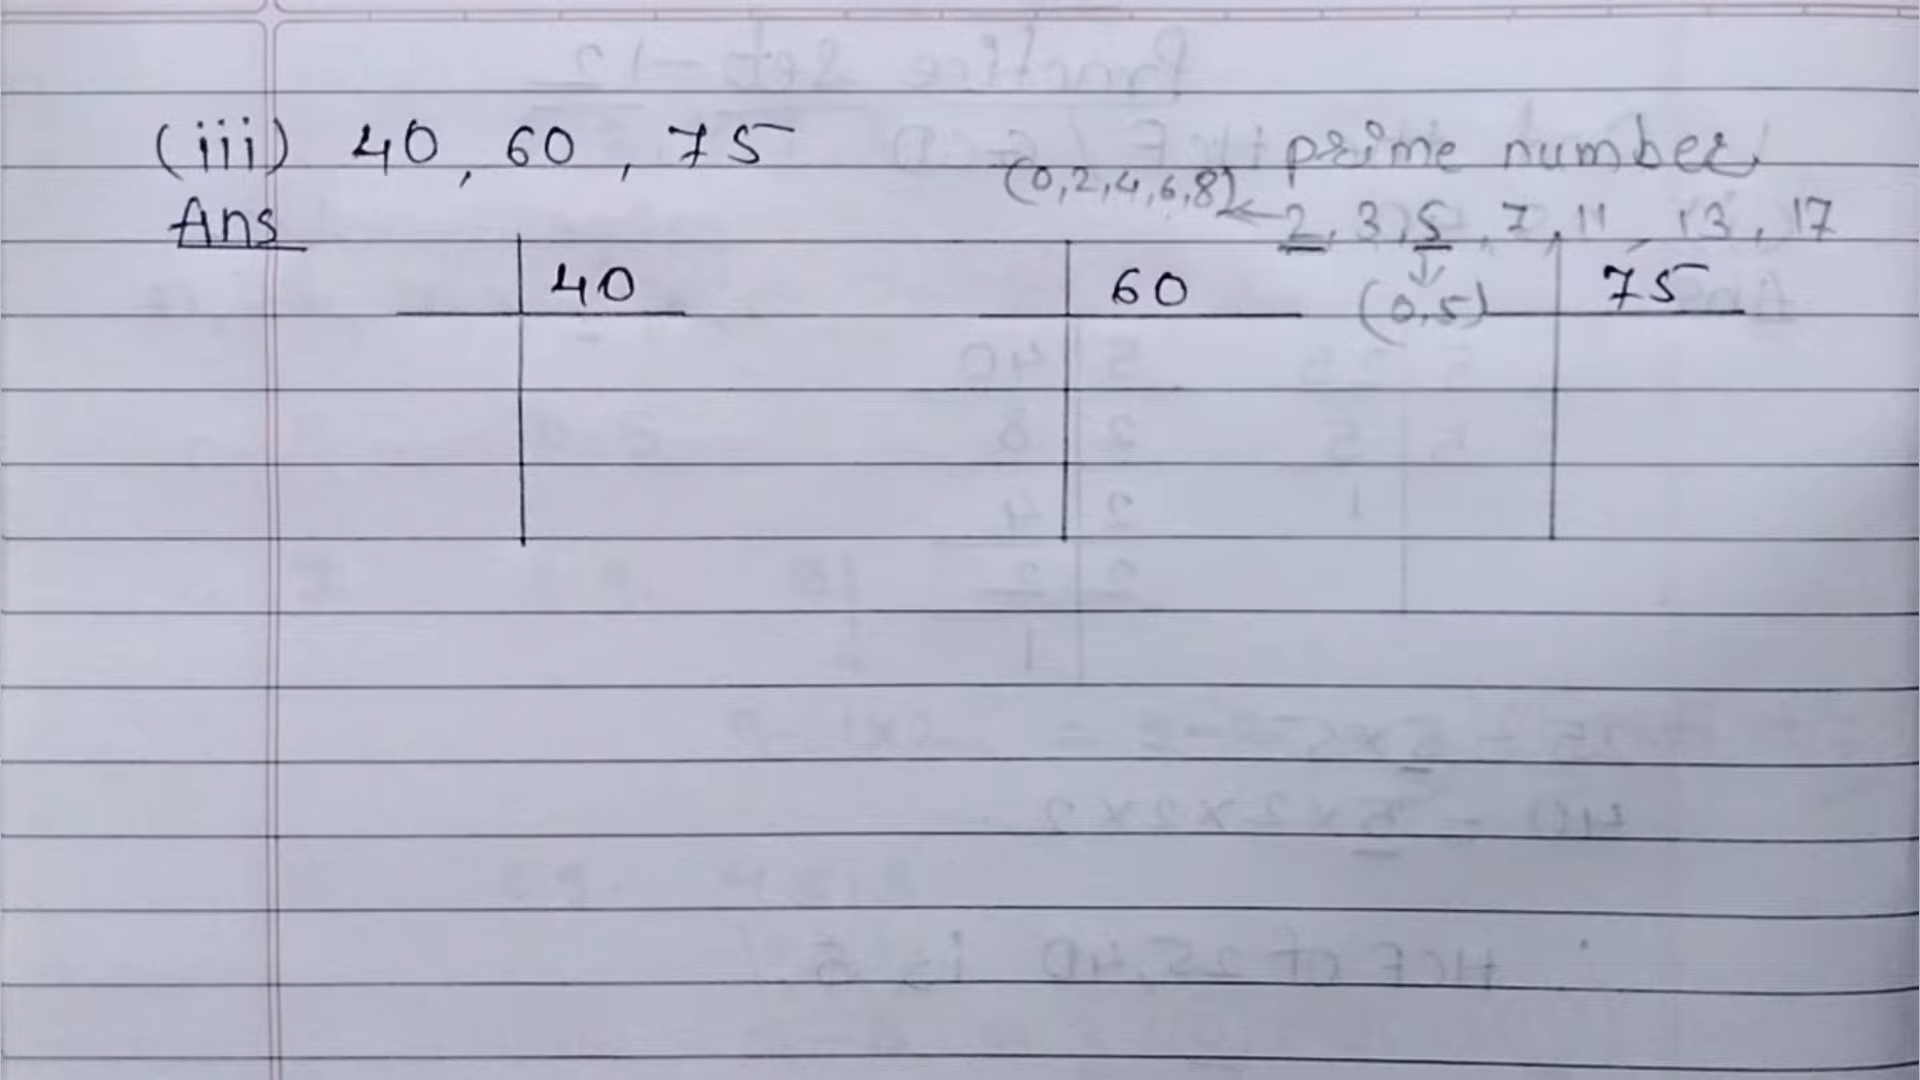 (iii) 40, 60, 75
prime number
(0,2,4,6,8) ← 2, 3, 5, 7, 11, 13, 17
Ans
↓
(0,5)
40
60
75